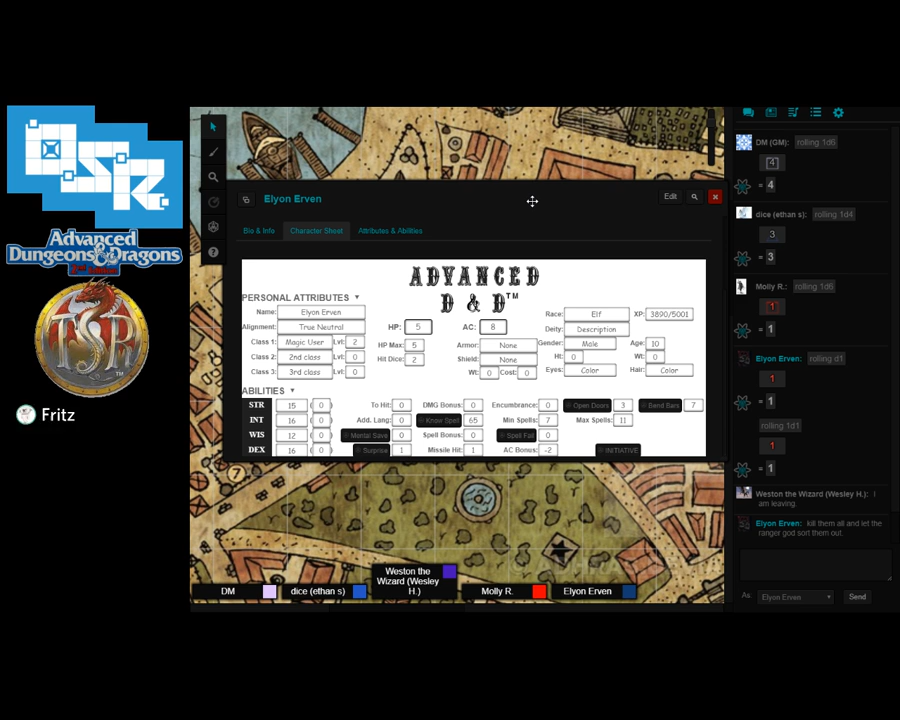 OSR
Advanced
Dungeons & Dragons
2nd Edition
TSR
™
Fritz
Elyon Erven
Edit
Bio & Info
Character Sheet
Attributes & Abilities
ADVANCED
D & D™
PERSONAL ATTRIBUTES
Name: Elyon Erven
Alignment: True Neutral
Class 1: Magic User Lvl: 2
Class 2: 2nd class Lvl: 0
Class 3: 3rd class Lvl: 0
HP: 5
HP Max: 5
Hit Dice: 2
AC: 8
Armor: None
Shield: None
Wt: 0 Cost: 0
Race: Elf XP: 3890/5001
Deity: Description
Gender: Male Age: 10
Ht: 0 Wt: 0
Eyes: Color Hair: Color
ABILITIES
STR 15 ( 0 ) To Hit: 0 DMG Bonus: 0 Encumbrance: 0 Open Doors 3 Bend Bars 7
INT 16 ( 0 ) Add. Lang: 0 Know Spell 65 Min Spells: 7 Max Spells: 11
WIS 12 ( 0 ) Mental Save 0 Spell Bonus: 0 Spell Fail 0
DEX 16 ( 0 ) Surprise 1 Missile Hit: 1 AC Bonus: -2 INITIATIVE
7
DM
dice (ethan s)
Weston the
Wizard (Wesley
H.)
Molly R.
Elyon Erven
DM (GM): rolling 1d6
4
= 4
dice (ethan s): rolling 1d4
3
= 3
Molly R.: rolling 1d6
1
= 1
Elyon Erven: rolling d1
1
= 1
rolling 1d1
1
= 1
Weston the Wizard (Wesley H.): I
am leaving.
Elyon Erven: kill them all and let the
ranger god sort them out.
As: Elyon Erven Send